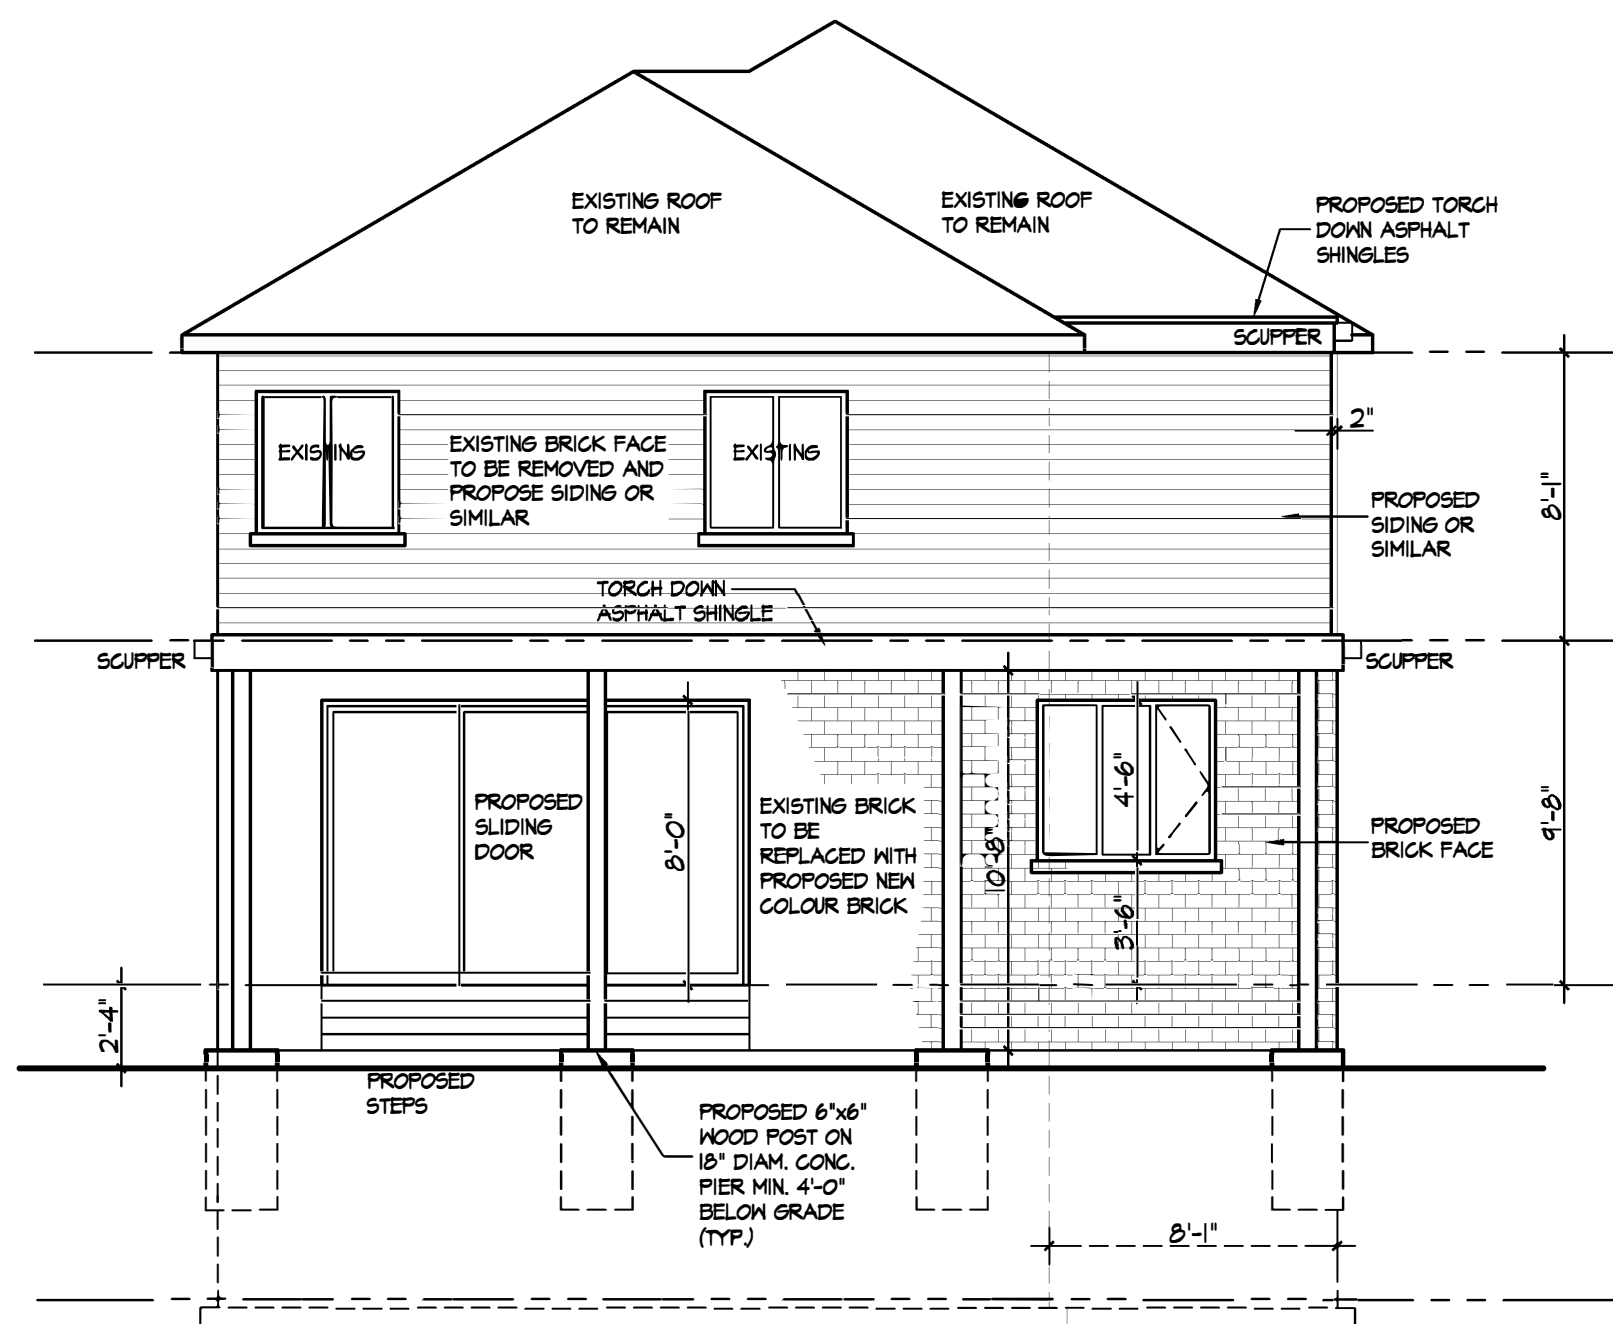 EXISTING ROOF
TO REMAIN
EXISTING ROOF
TO REMAIN
PROPOSED TORCH
DOWN ASPHALT
SHINGLES
SCUPPER
2"
EXISTING
EXISTING BRICK FACE
TO BE REMOVED AND
PROPOSE SIDING OR
SIMILAR
EXISTING
PROPOSED
SIDING OR
SIMILAR
8'-1"
TORCH DOWN
ASPHALT SHINGLE
SCUPPER
SCUPPER
PROPOSED
SLIDING
DOOR
8'-0"
EXISTING BRICK
TO BE
REPLACED WITH
PROPOSED NEW
COLOUR BRICK
10'-8"
4'-6"
3'-6"
PROPOSED
BRICK FACE
9'-8"
2'-4"
PROPOSED
STEPS
PROPOSED 6"x6"
WOOD POST ON
18" DIAM. CONC.
PIER MIN. 4'-0"
BELOW GRADE
(TYP.)
8'-1"